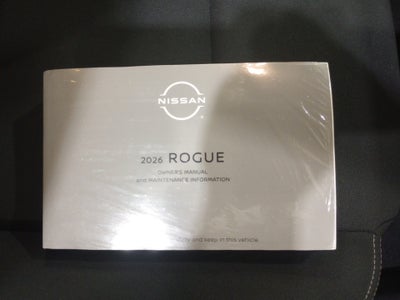 NISSAN
2026 ROGUE
OWNER'S MANUAL
and MAINTENANCE INFORMATION
and keep in this vehicle